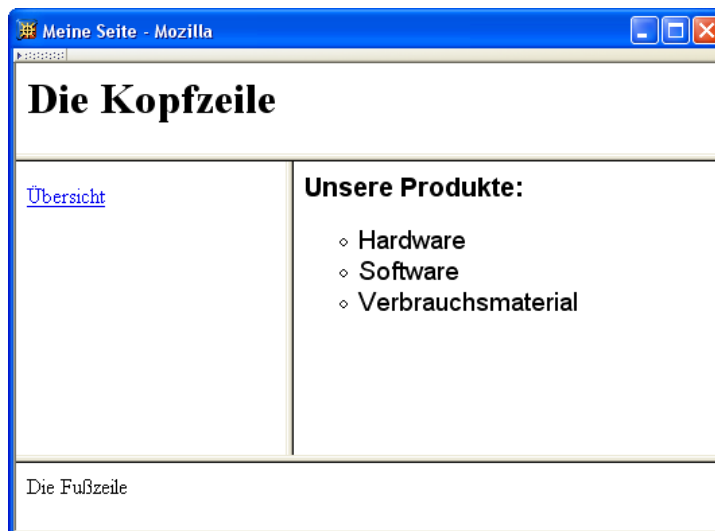 Meine Seite - Mozilla
Die Kopfzeile
Übersicht
Unsere Produkte:
Hardware
Software
Verbrauchsmaterial
Die Fußzeile